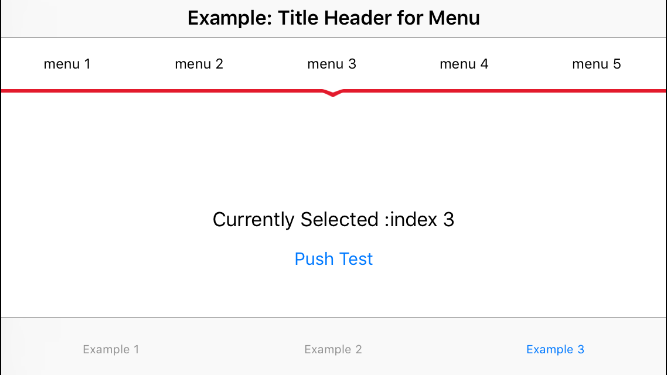 Example: Title Header for Menu
menu 1 menu 2 menu 3 menu 4 menu 5
Currently Selected :index 3
Push Test
Example 1 Example 2 Example 3